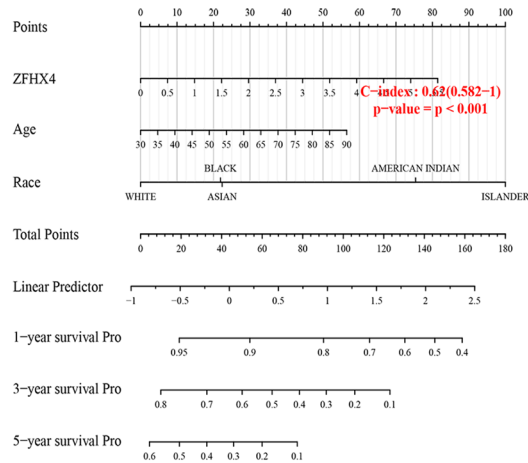 Points
0 10 20 30 40 50 60 70 80 90 100
ZFHX4
0 0.5 1 1.5 2 2.5 3 3.5 4 5
C−index : 0.62(0.582−1)
p−value = p < 0.001
Age
30 35 40 45 50 55 60 65 70 75 80 85 90
Race
BLACK AMERICAN INDIAN
WHITE ASIAN ISLANDER
Total Points
0 20 40 60 80 100 120 140 160 180
Linear Predictor
−1 −0.5 0 0.5 1 1.5 2 2.5
1−year survival Pro
0.95 0.9 0.8 0.7 0.6 0.5 0.4
3−year survival Pro
0.8 0.7 0.6 0.5 0.4 0.3 0.2 0.1
5−year survival Pro
0.6 0.5 0.4 0.3 0.2 0.1